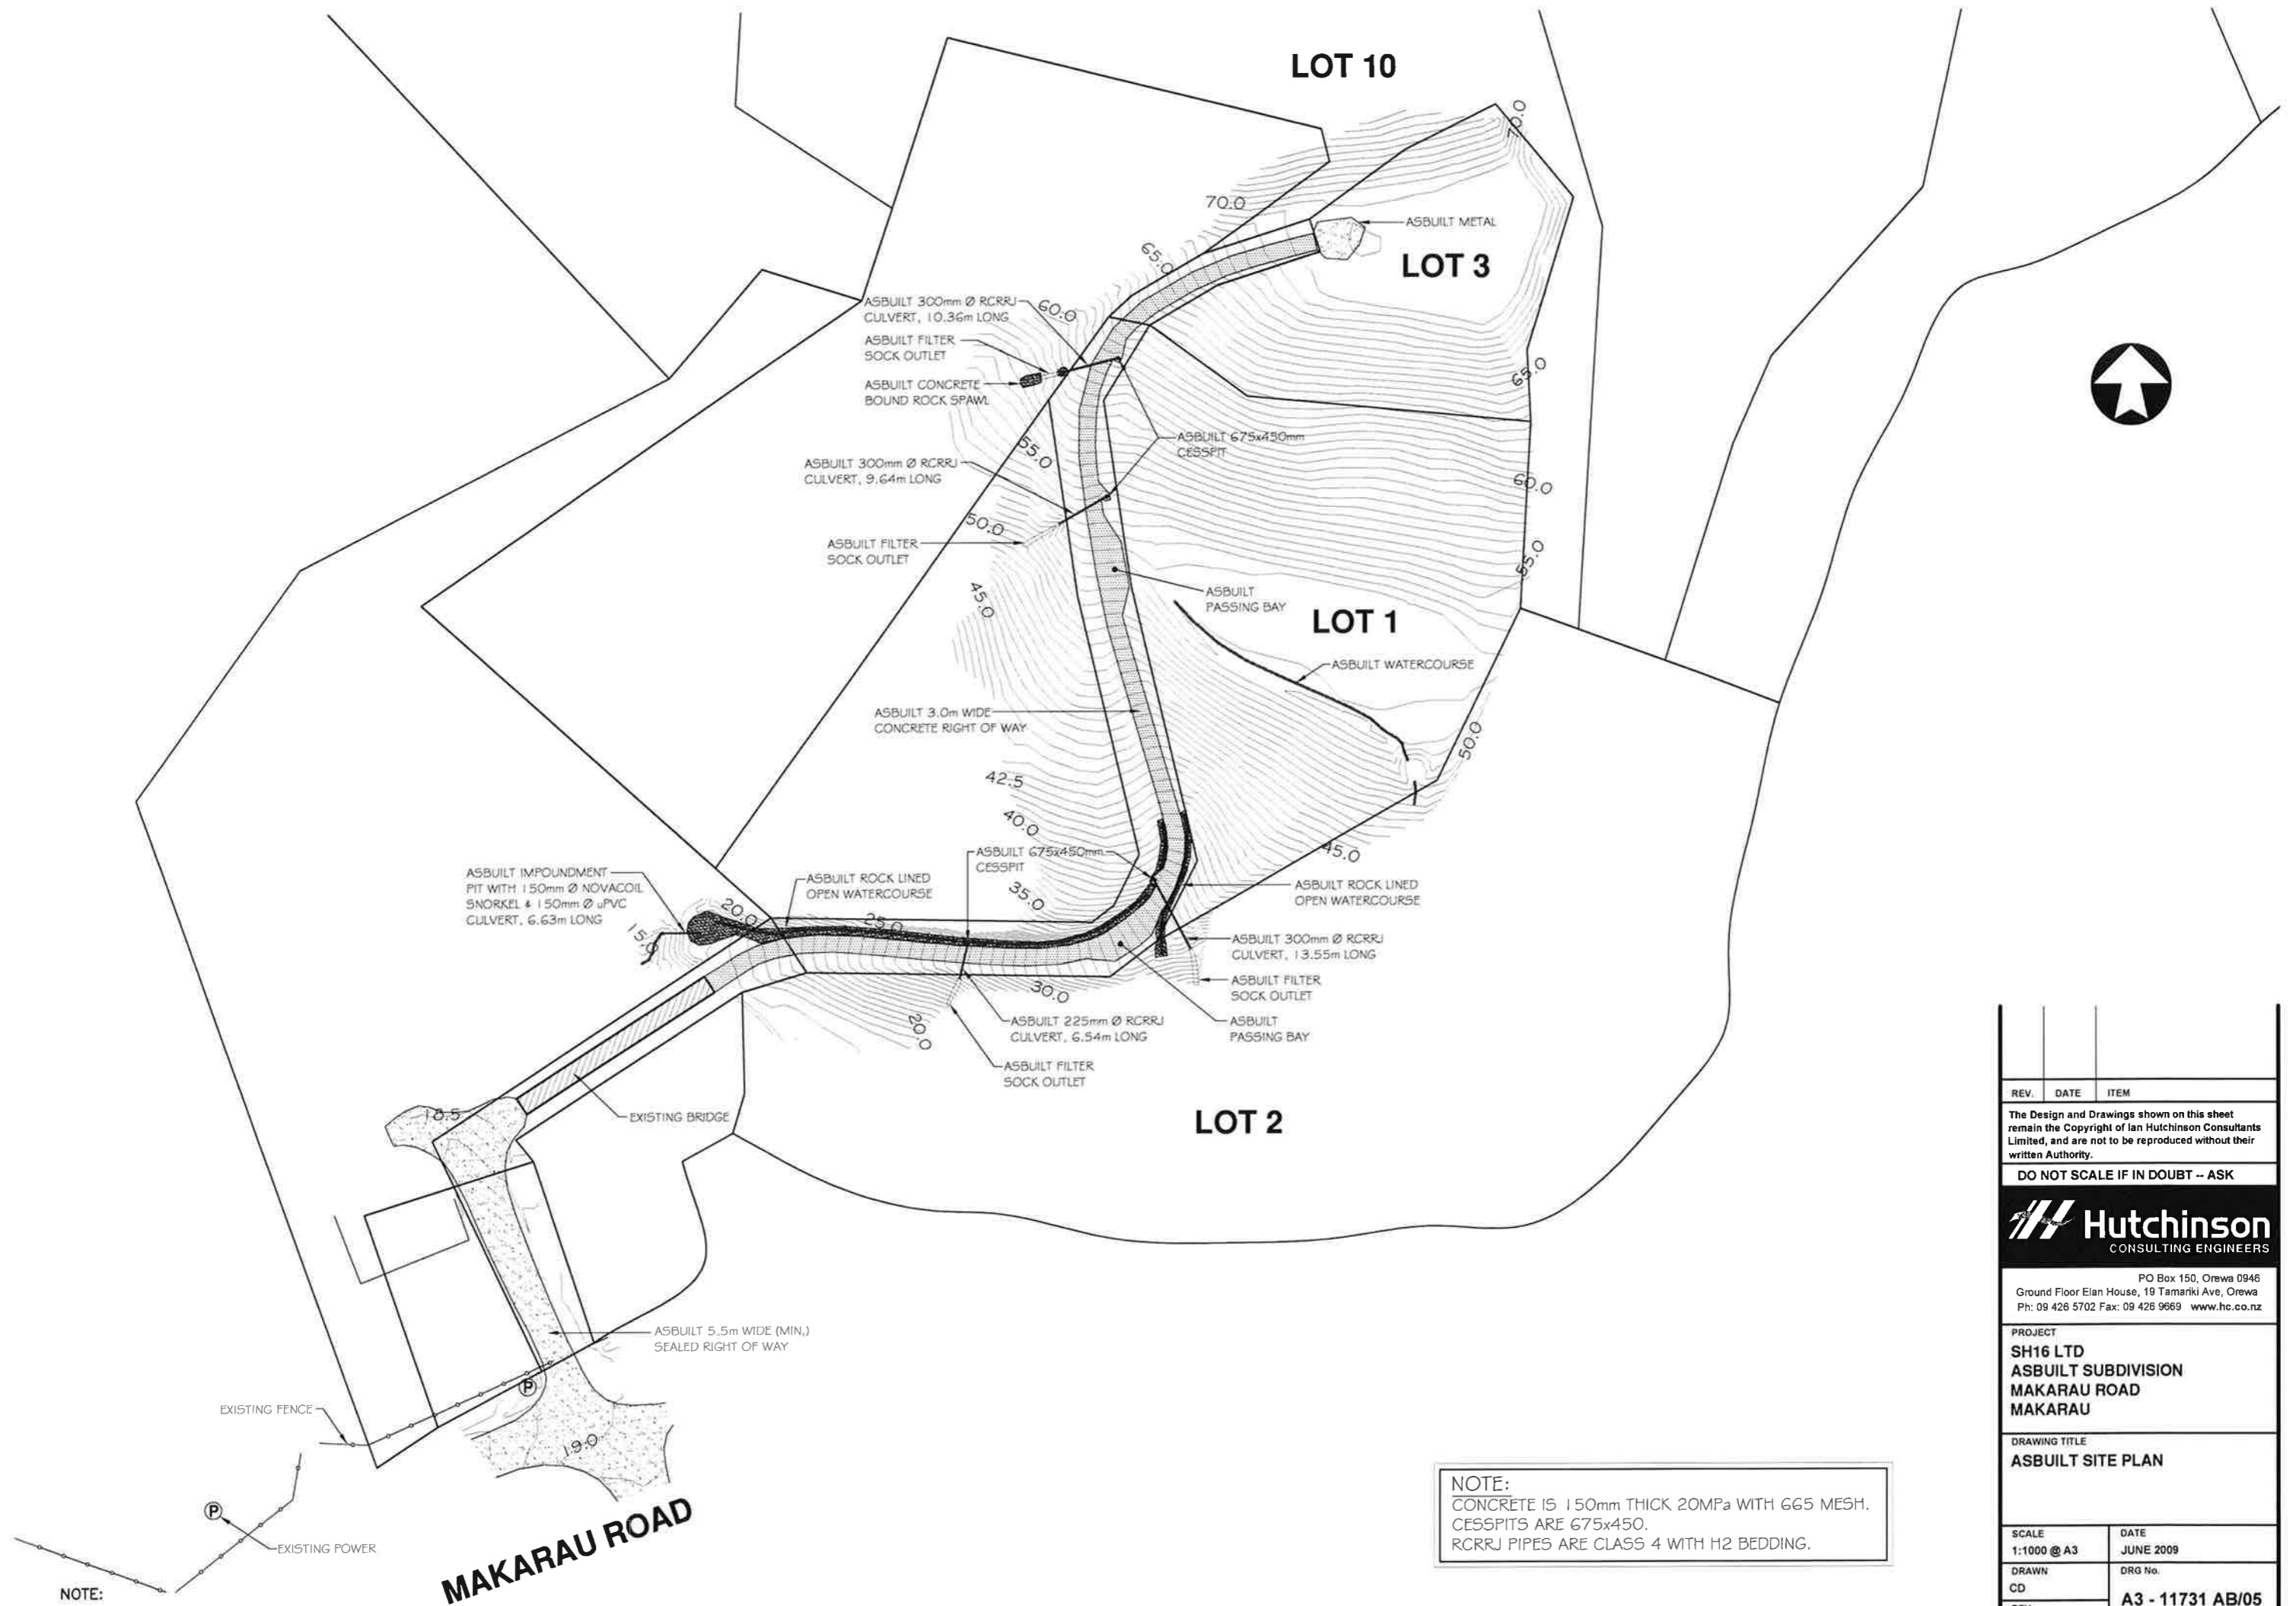 LOT 10
70.0
70.0
ASBUILT METAL
65.0
LOT 3
ASBUILT 300mm Ø RCRRJ
CULVERT, 10.36m LONG
60.0
ASBUILT FILTER
SOCK OUTLET
ASBUILT CONCRETE
BOUND ROCK SPAWL
65.0
ASBUILT 675x450mm
CESSPIT
55.0
ASBUILT 300mm Ø RCRRJ
CULVERT, 9.64m LONG
60.0
50.0
ASBUILT FILTER
SOCK OUTLET
55.0
45.0
ASBUILT
PASSING BAY
LOT 1
ASBUILT WATERCOURSE
ASBUILT 3.0m WIDE
CONCRETE RIGHT OF WAY
50.0
42.5
40.0
45.0
ASBUILT 675x450mm
CESSPIT
ASBUILT IMPOUNDMENT
PIT WITH 150mm Ø NOVACOIL
SNORKEL & 150mm Ø uPVC
CULVERT, 6.63m LONG
ASBUILT ROCK LINED
OPEN WATERCOURSE
35.0
ASBUILT ROCK LINED
OPEN WATERCOURSE
20.0
25.0
15.0
ASBUILT 300mm Ø RCRRJ
CULVERT, 13.55m LONG
ASBUILT FILTER
SOCK OUTLET
30.0
20.0
ASBUILT 225mm Ø RCRRJ
CULVERT, 6.54m LONG
ASBUILT
PASSING BAY
ASBUILT FILTER
SOCK OUTLET
EXISTING BRIDGE
18.5
LOT 2
ASBUILT 5.5m WIDE (MIN.)
SEALED RIGHT OF WAY
P
EXISTING FENCE
19.0
P
EXISTING POWER
MAKARAU ROAD
NOTE:
NOTE:
CONCRETE IS 150mm THICK 20MPa WITH 665 MESH.
CESSPITS ARE 675x450.
RCRRJ PIPES ARE CLASS 4 WITH H2 BEDDING.
REV. DATE ITEM
The Design and Drawings shown on this sheet
remain the Copyright of Ian Hutchinson Consultants
Limited, and are not to be reproduced without their
written Authority.
DO NOT SCALE IF IN DOUBT -- ASK
Hutchinson
CONSULTING ENGINEERS
PO Box 150, Orewa 0946
Ground Floor Elan House, 19 Tamariki Ave, Orewa
Ph: 09 426 5702 Fax: 09 426 9669 www.hc.co.nz
PROJECT
SH16 LTD
ASBUILT SUBDIVISION
MAKARAU ROAD
MAKARAU
DRAWING TITLE
ASBUILT SITE PLAN
SCALE DATE
1:1000 @ A3 JUNE 2009
DRAWN DRG No.
CD
A3 - 11731 AB/05